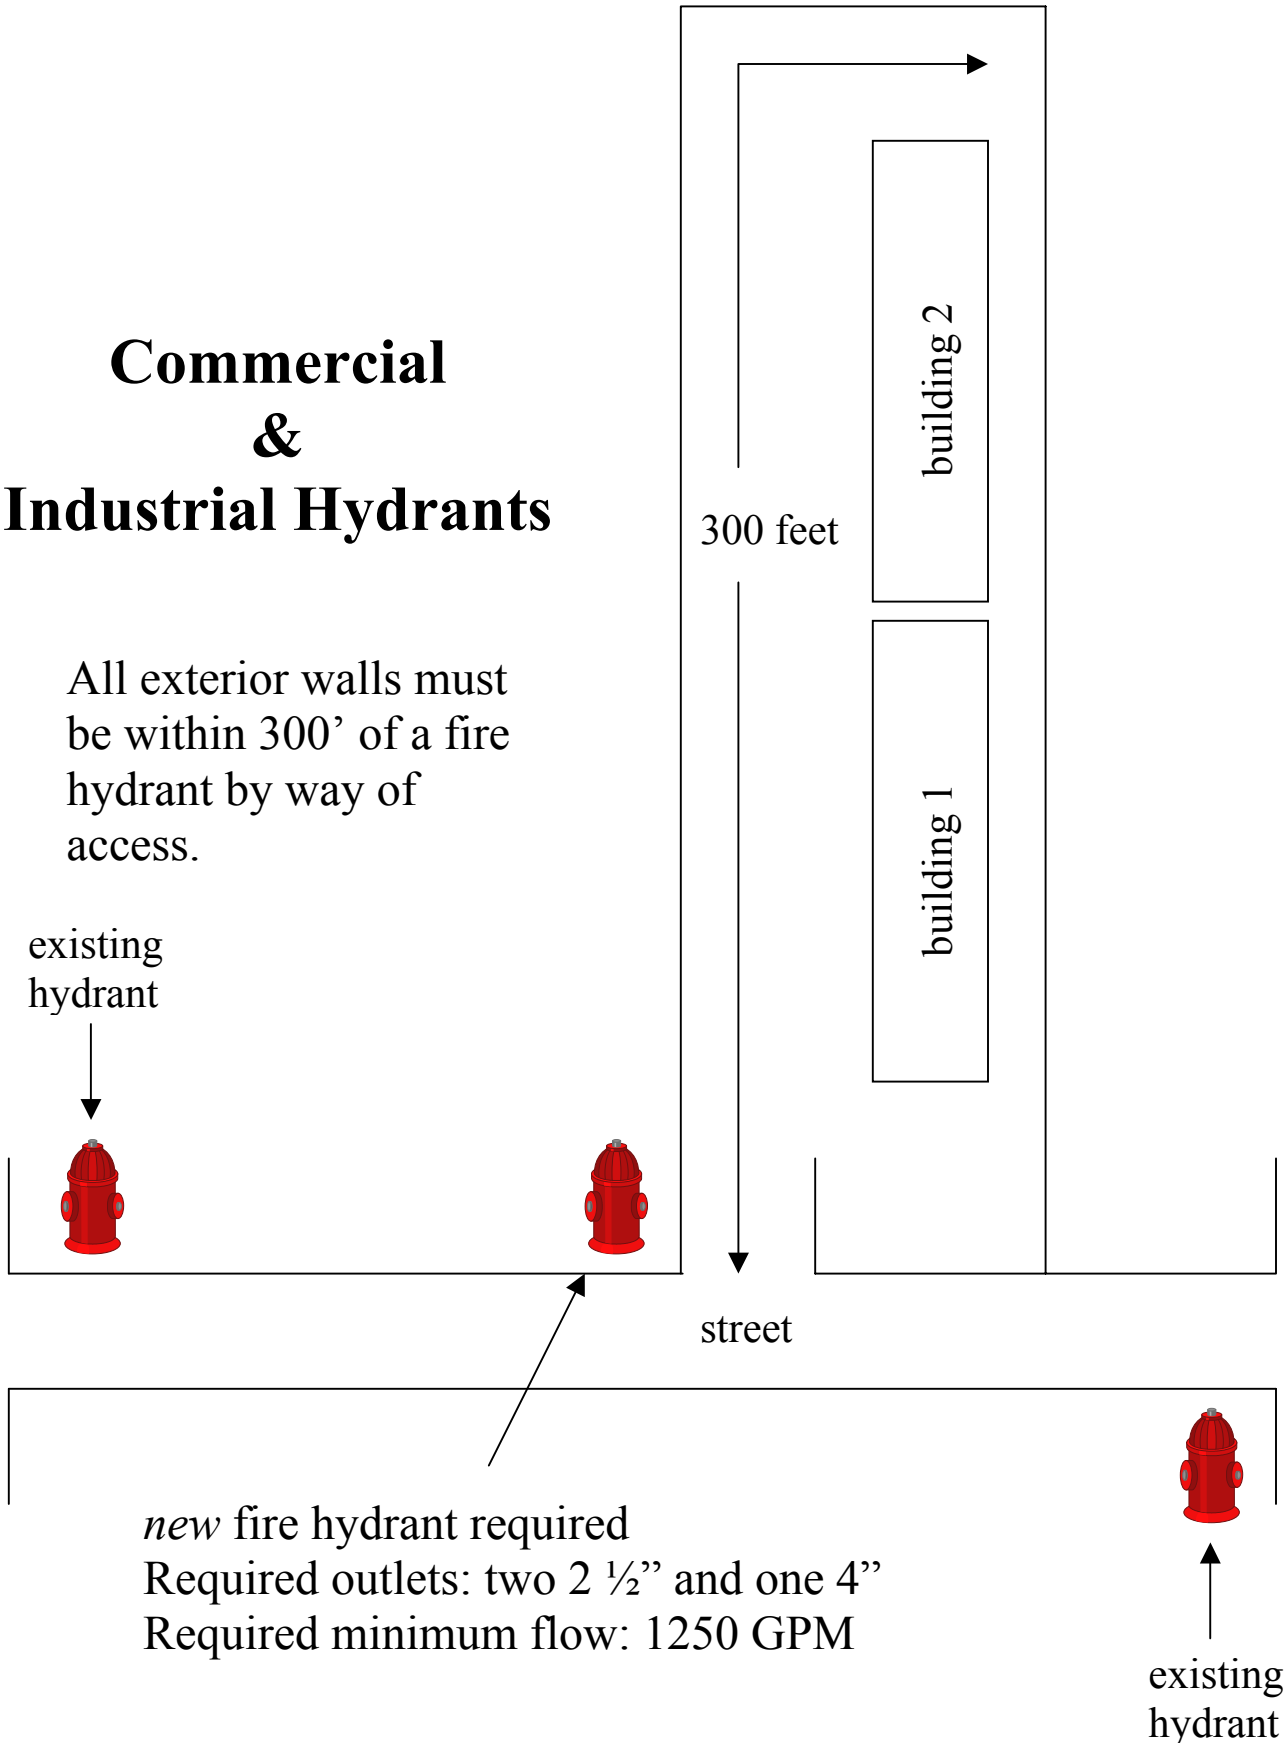 Commercial
&
Industrial Hydrants
building 2
300 feet
All exterior walls must
be within 300’ of a fire
hydrant by way of
access.
building 1
existing
hydrant
street
new fire hydrant required
Required outlets: two 2 ½” and one 4”
Required minimum flow: 1250 GPM
existing
hydrant